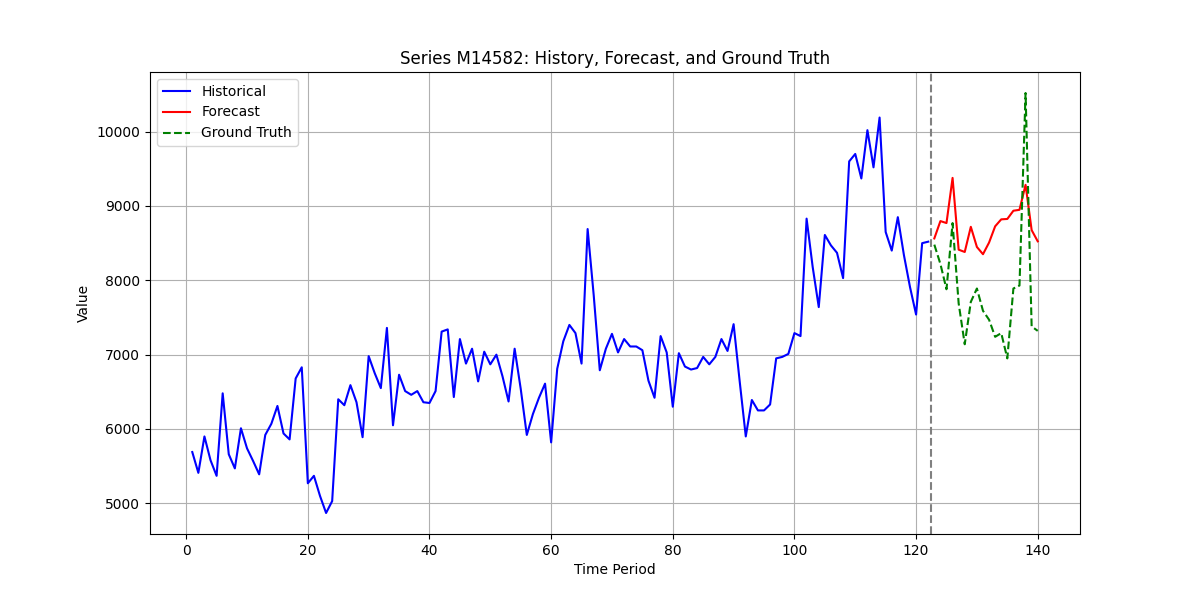 Series M14582: History, Forecast, and Ground Truth
Historical
Forecast
Ground Truth
10000
9000
8000
7000
6000
5000
Value
0 20 40 60 80 100 120 140
Time Period